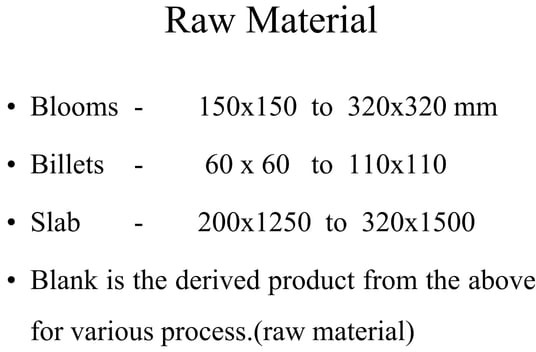 Raw Material
• Blooms - 150x150 to 320x320 mm
• Billets - 60 x 60 to 110x110
• Slab - 200x1250 to 320x1500
• Blank is the derived product from the above
for various process.(raw material)